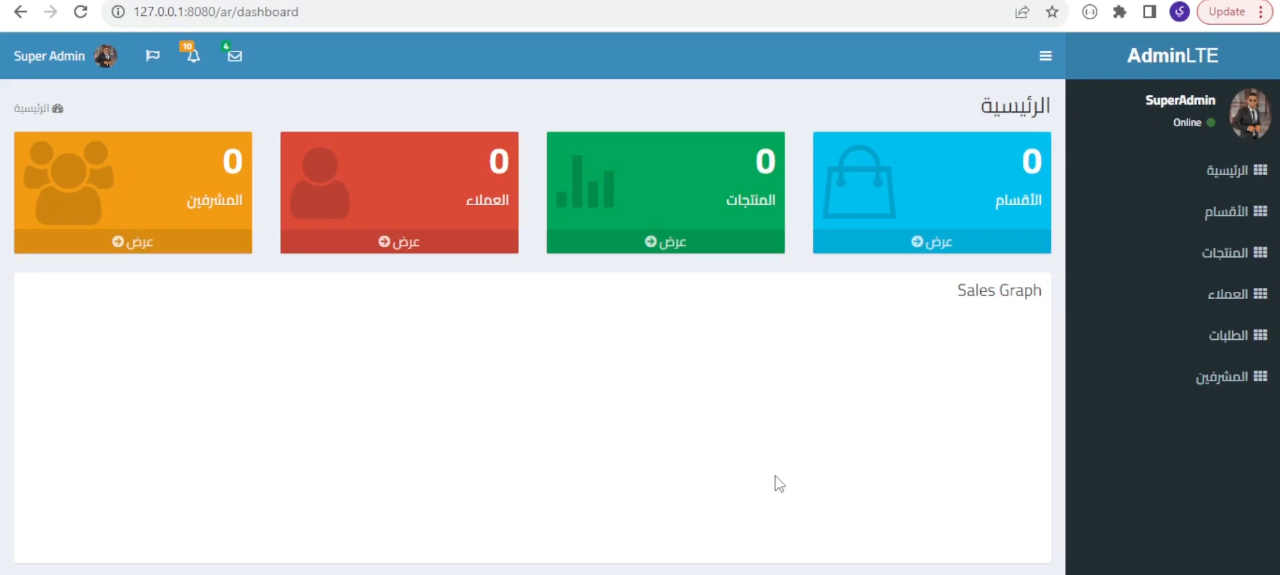 127.0.0.1:8080/ar/dashboard
Update
AdminLTE
Super Admin
10
4
SuperAdmin
Online
الرئيسية
الأقسام
المنتجات
العملاء
الطلبات
المشرفين
الرئيسية
الرئيسية
0
الأقسام
عرض
0
المنتجات
عرض
0
العملاء
عرض
0
المشرفين
عرض
Sales Graph